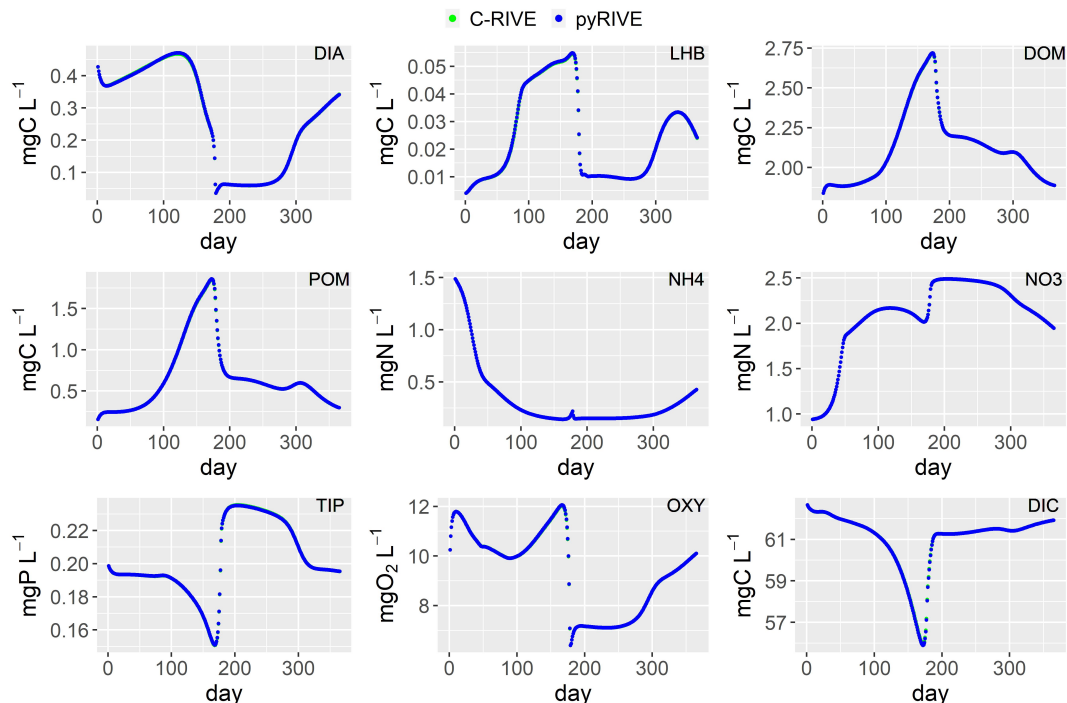 C-RIVE pyRIVE
DIA
mgC L⁻¹
0.4
0.3
0.2
0.1
0 100 200 300
day
LHB
mgC L⁻¹
0.05
0.04
0.03
0.02
0.01
0 100 200 300
day
DOM
mgC L⁻¹
2.75
2.50
2.25
2.00
0 100 200 300
day
POM
mgC L⁻¹
1.5
1.0
0.5
0 100 200 300
day
NH4
mgN L⁻¹
1.5
1.0
0.5
0 100 200 300
day
NO3
mgN L⁻¹
2.5
2.0
1.5
1.0
0 100 200 300
day
TIP
mgP L⁻¹
0.22
0.20
0.18
0.16
0 100 200 300
day
OXY
mgO₂ L⁻¹
12
10
8
0 100 200 300
day
DIC
mgC L⁻¹
61
59
57
0 100 200 300
day